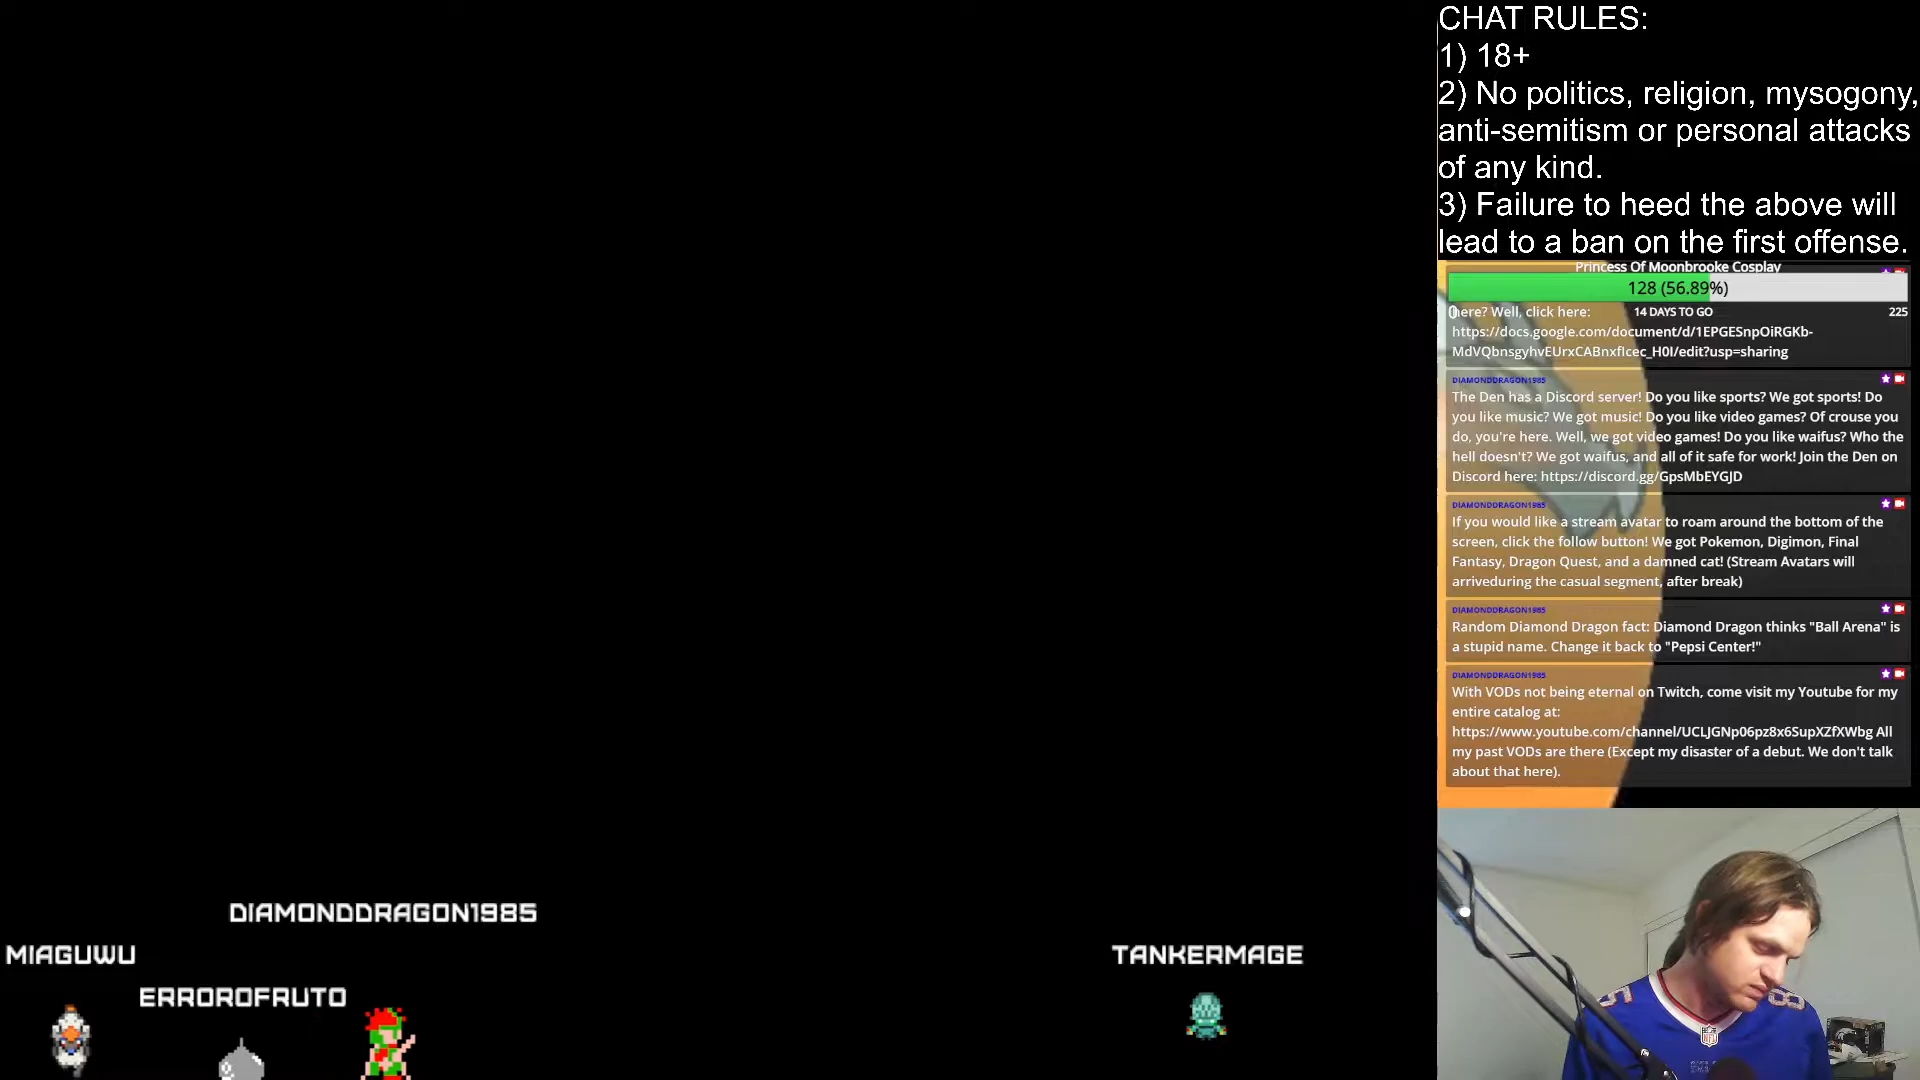 CHAT RULES:
1) 18+
2) No politics, religion, mysogony,
anti-semitism or personal attacks
of any kind.
3) Failure to heed the above will
lead to a ban on the first offense.
Princess Of Moonbrooke Cosplay
128 (56.89%)
0
14 DAYS TO GO
225
here? Well, click here:
https://docs.google.com/document/d/1EPGESnpOiRGKb-
MdVQbnsgyhvEUrxCABnxfIcec_H0I/edit?usp=sharing
DIAMONDDRAGON1985
The Den has a Discord server! Do you like sports? We got sports! Do
you like music? We got music! Do you like video games? Of crouse you
do, you're here. Well, we got video games! Do you like waifus? Who the
hell doesn't? We got waifus, and all of it safe for work! Join the Den on
Discord here: https://discord.gg/GpsMbEYGJD
DIAMONDDRAGON1985
If you would like a stream avatar to roam around the bottom of the
screen, click the follow button! We got Pokemon, Digimon, Final
Fantasy, Dragon Quest, and a damned cat! (Stream Avatars will
arriveduring the casual segment, after break)
DIAMONDDRAGON1985
Random Diamond Dragon fact: Diamond Dragon thinks "Ball Arena" is
a stupid name. Change it back to "Pepsi Center!"
DIAMONDDRAGON1985
With VODs not being eternal on Twitch, come visit my Youtube for my
entire catalog at:
https://www.youtube.com/channel/UCLJGNp06pz8x6SupXZfXWbg All
my past VODs are there (Except my disaster of a debut. We don't talk
about that here).
DIAMONDDRAGON1985
MIAGUWU
TANKERMAGE
ERROROFRUTO
NFL